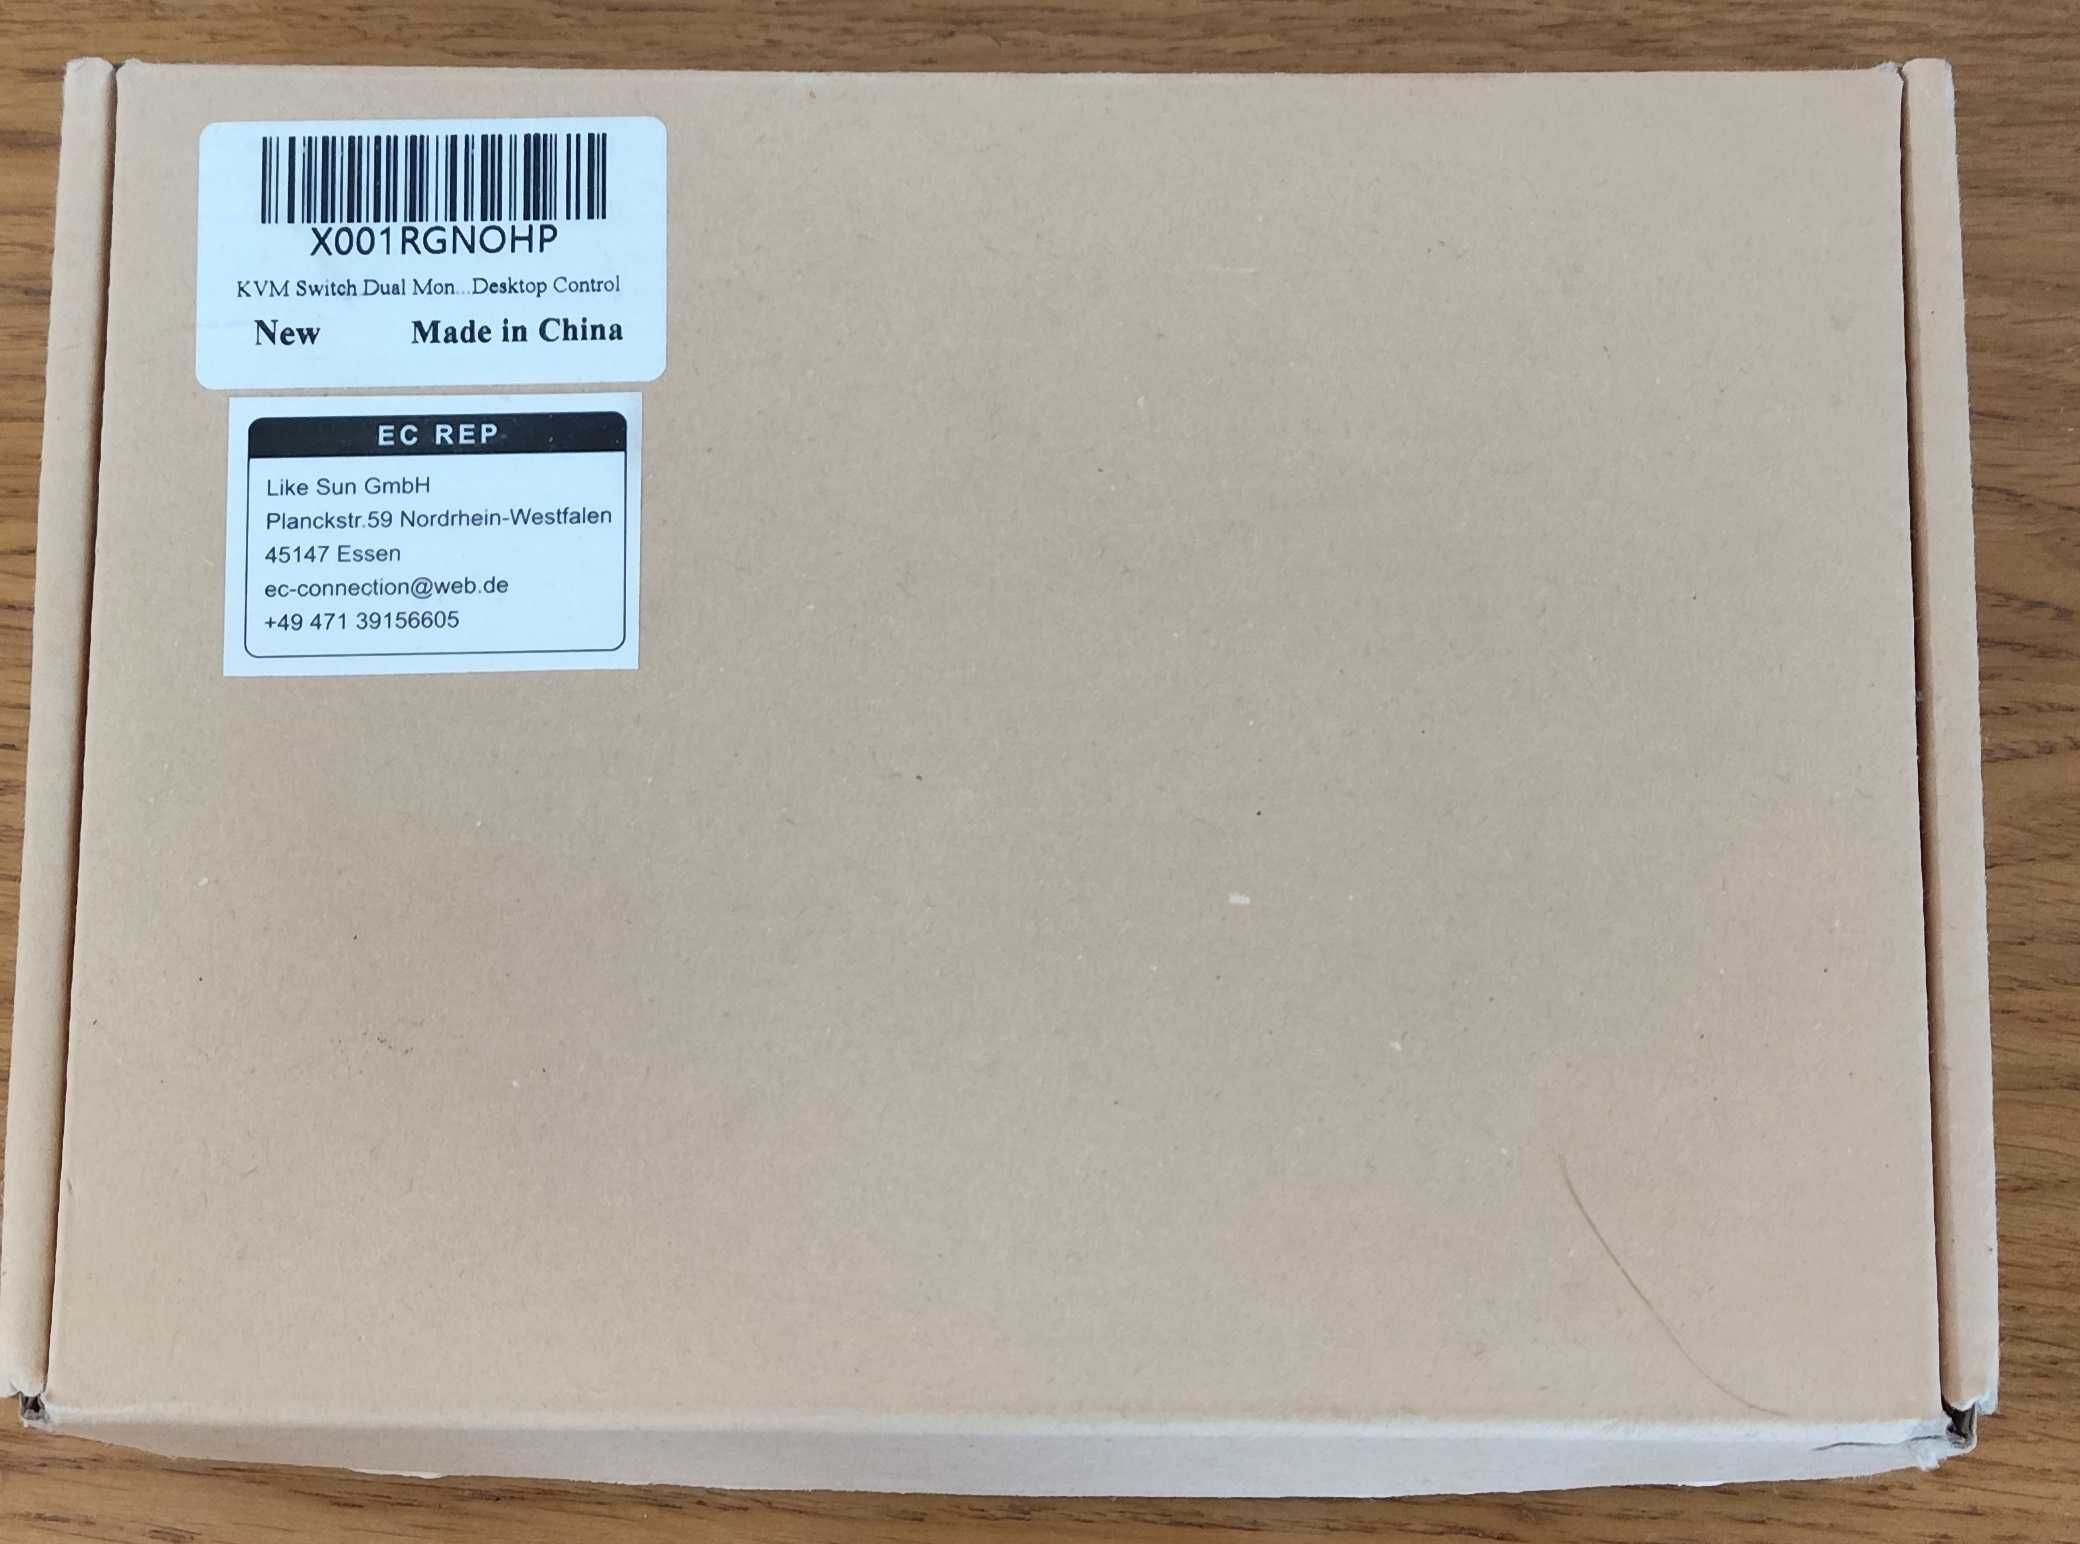 X001RGNOHP
KVM Switch Dual Mon...Desktop Control
New Made in China
EC REP
Like Sun GmbH
Planckstr.59 Nordrhein-Westfalen
45147 Essen
ec-connection@web.de
+49 471 39156605